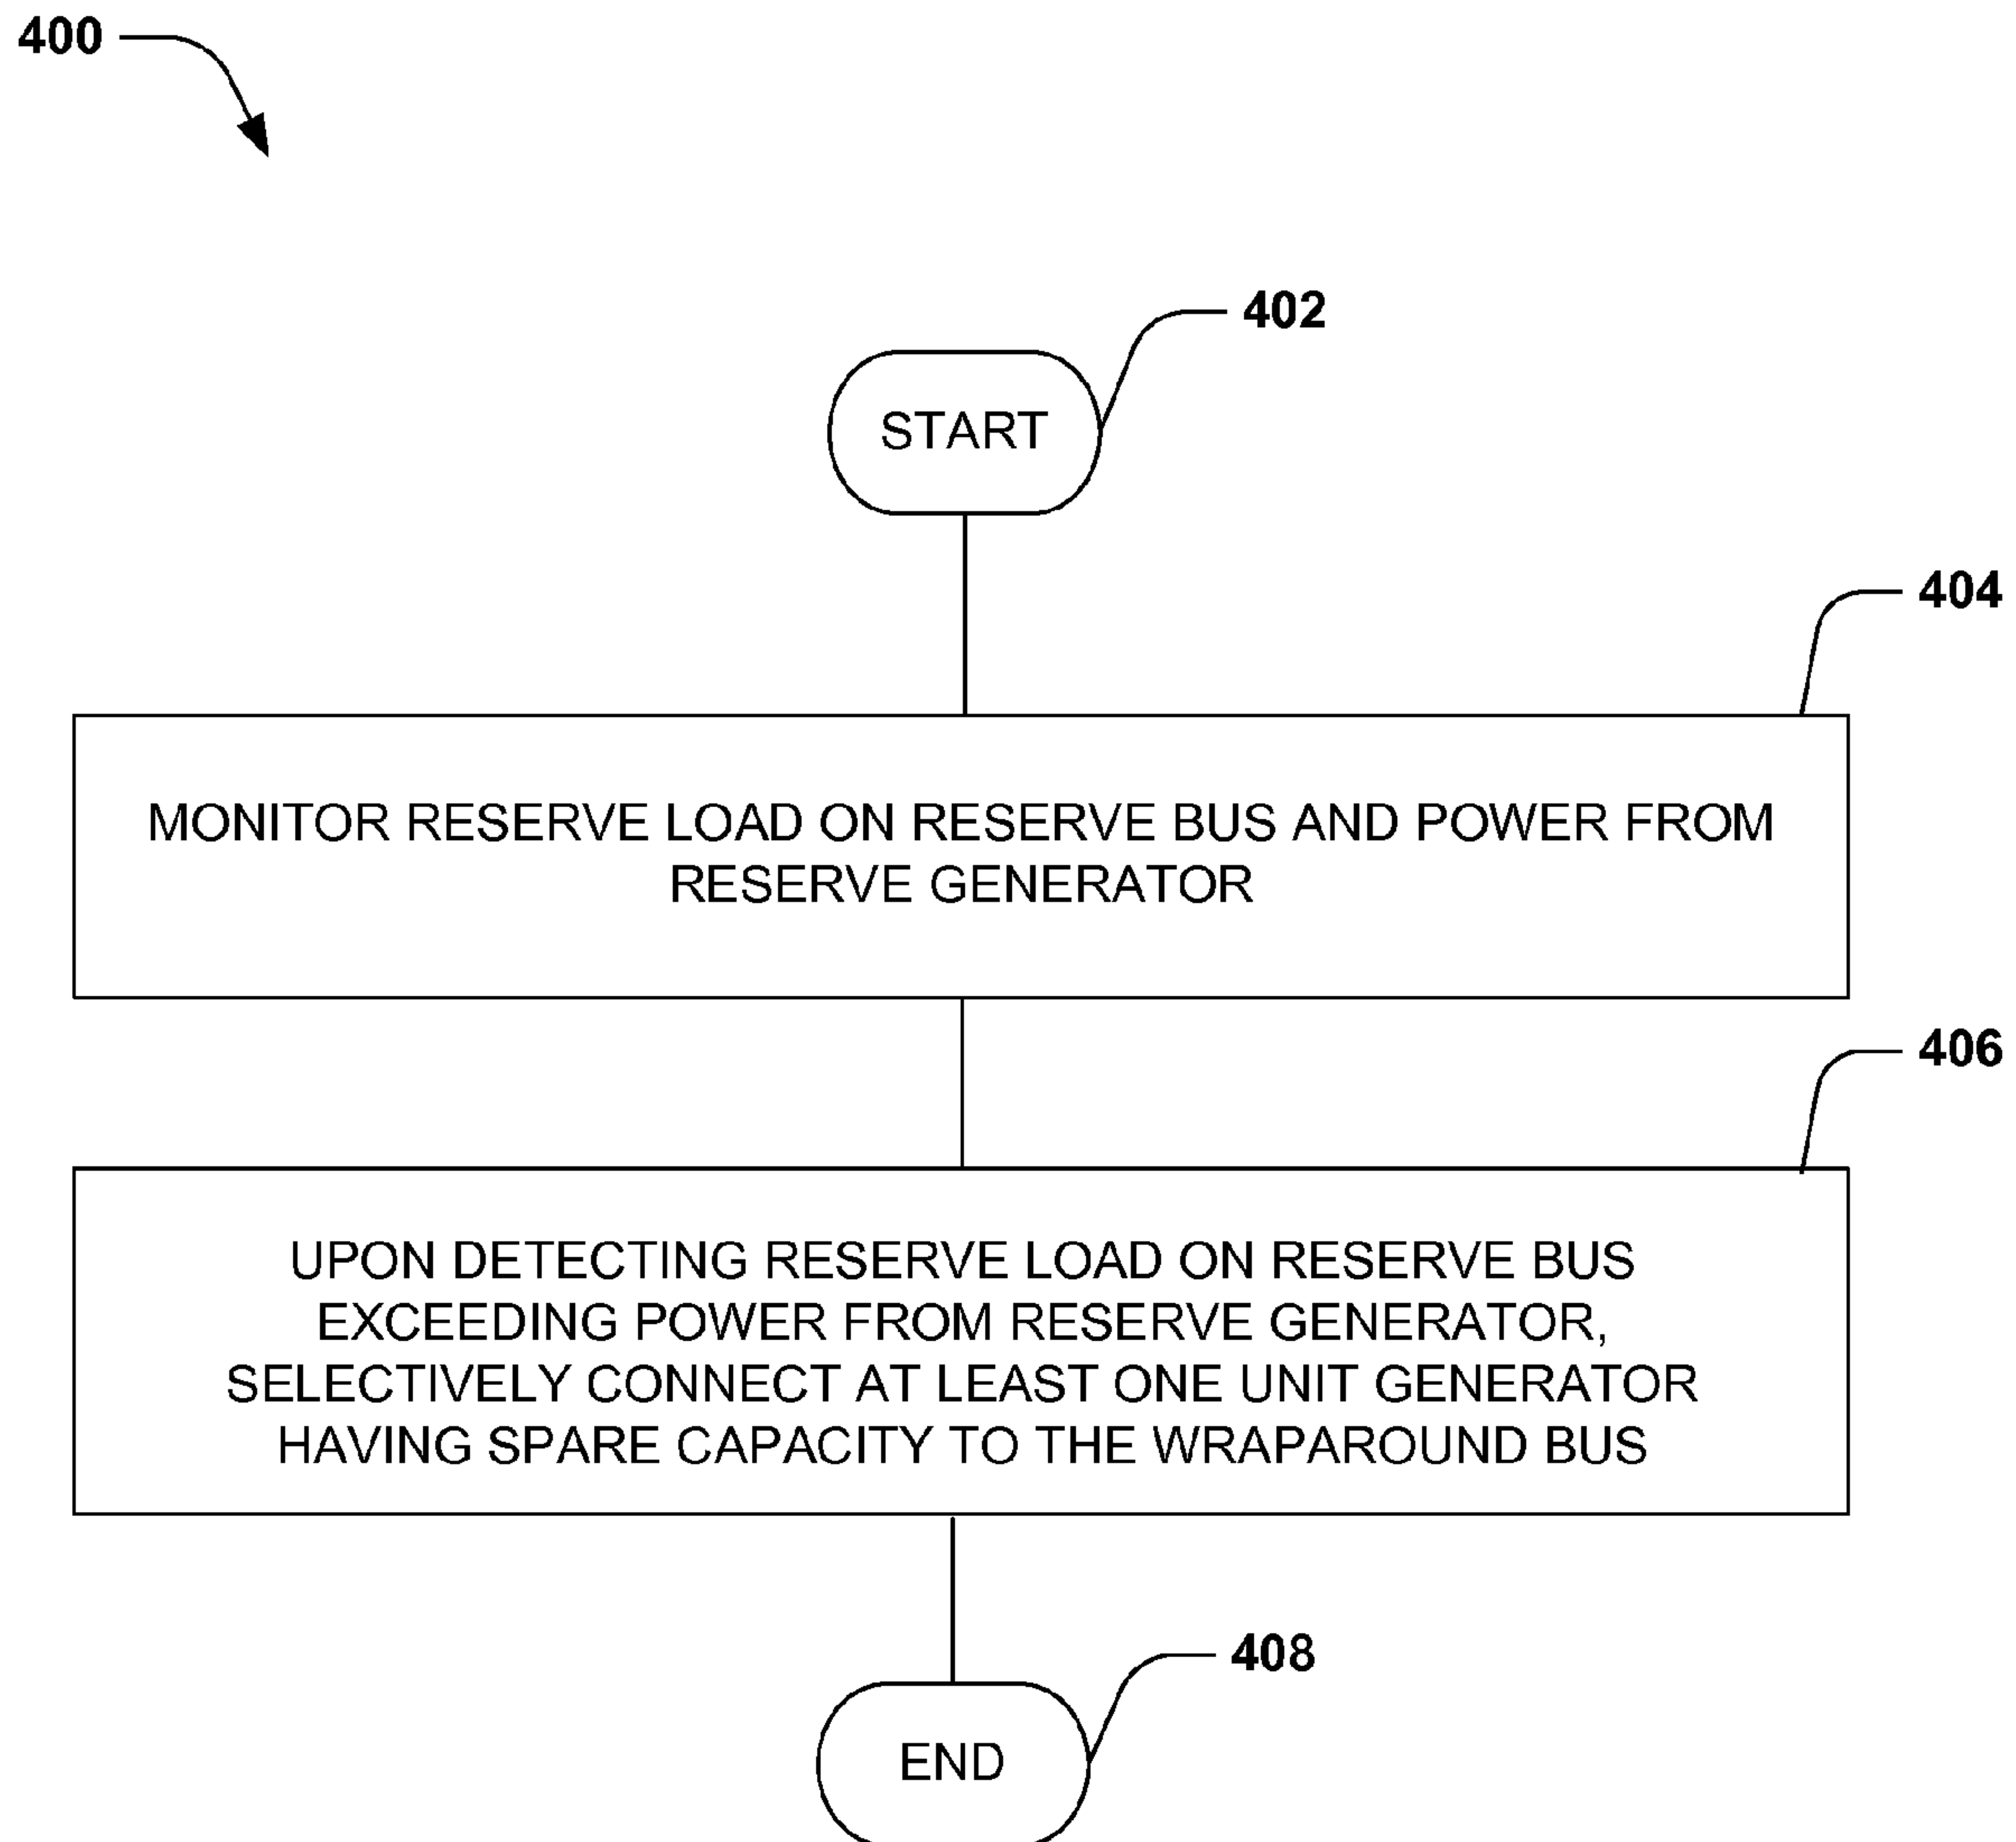 400
402
START
404
MONITOR RESERVE LOAD ON RESERVE BUS AND POWER FROM
RESERVE GENERATOR
406
UPON DETECTING RESERVE LOAD ON RESERVE BUS
EXCEEDING POWER FROM RESERVE GENERATOR,
SELECTIVELY CONNECT AT LEAST ONE UNIT GENERATOR
HAVING SPARE CAPACITY TO THE WRAPAROUND BUS
408
END